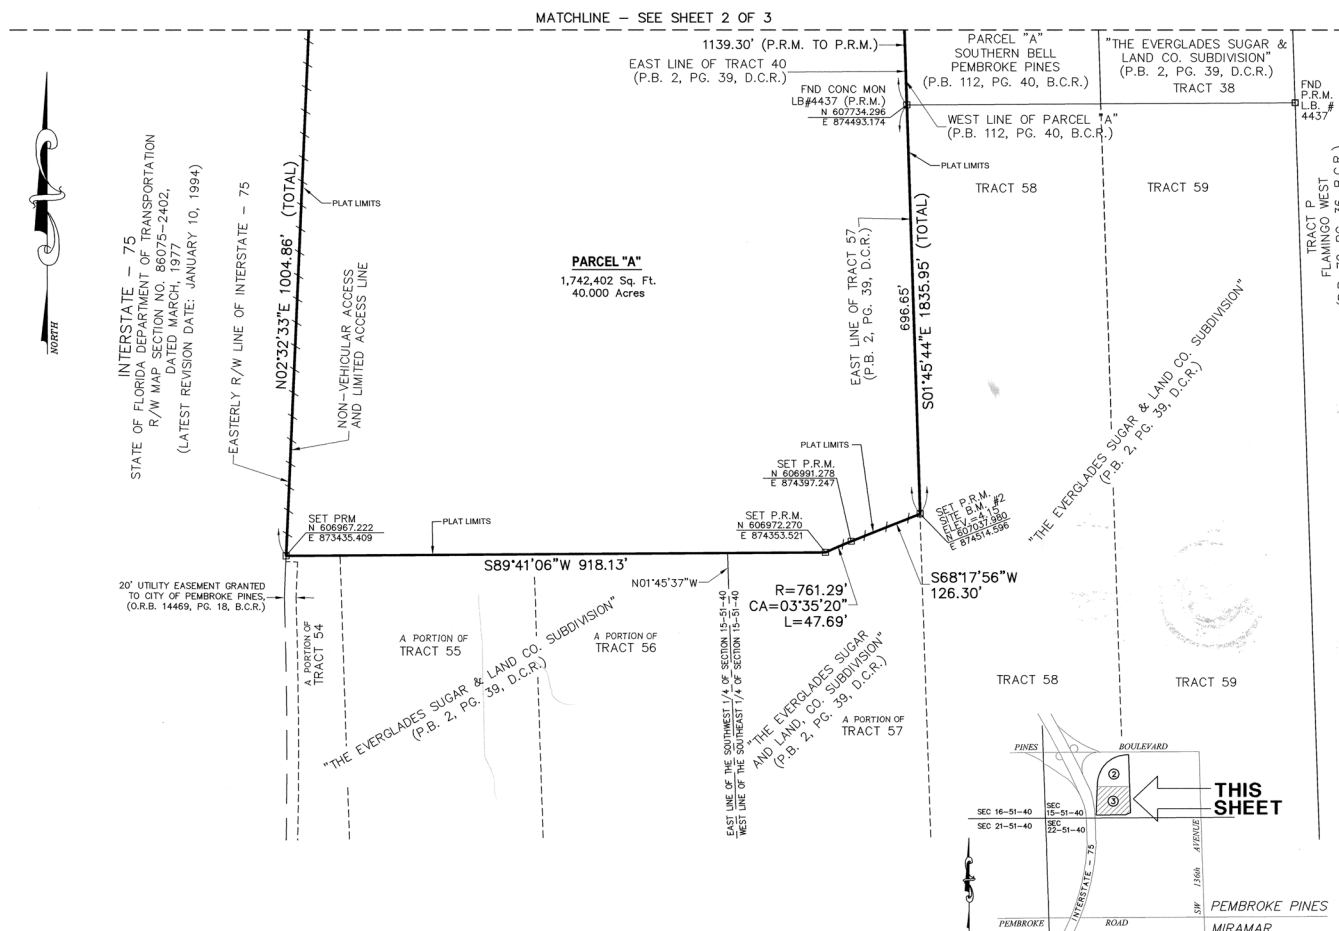 MATCHLINE – SEE SHEET 2 OF 3
1139.30' (P.R.M. TO P.R.M.)
EAST LINE OF TRACT 40
(P.B. 2, PG. 39, D.C.R.)
FND CONC MON
LB#4437 (P.R.M.)
N 607734.296
E 874493.174
PARCEL "A"
SOUTHERN BELL
PEMBROKE PINES
(P.B. 112, PG. 40, B.C.R.)
"THE EVERGLADES SUGAR &
LAND CO. SUBDIVISION"
(P.B. 2, PG. 39, D.C.R.)
TRACT 38
FND
P.R.M.
L.B. #
4437
WEST LINE OF PARCEL "A"
(P.B. 112, PG. 40, B.C.R.)
PLAT LIMITS
TRACT 58
TRACT 59
TRACT P
FLAMINGO WEST
NORTH
INTERSTATE – 75
STATE OF FLORIDA DEPARTMENT OF TRANSPORTATION
R/W MAP SECTION NO. 86075-2402,
DATED MARCH, 1977
(LATEST REVISION DATE: JANUARY 10, 1994)
EASTERLY R/W LINE OF INTERSTATE – 75
N02°32'33"E 1004.86' (TOTAL)
PLAT LIMITS
NON-VEHICULAR ACCESS
AND LIMITED ACCESS LINE
PARCEL "A"
1,742,402 Sq. Ft.
40.000 Acres
EAST LINE OF TRACT 57
(P.B. 2, PG. 39, D.C.R.)
696.65'
S01°45'44"E 1835.95' (TOTAL)
"THE EVERGLADES SUGAR & LAND CO. SUBDIVISION"
(P.B. 2, PG. 39, D.C.R.)
PLAT LIMITS
SET P.R.M.
N 606991.278
E 874397.247
SET P.R.M.
SITE B.M. #2
ELEV.=4.15'
N 607037.980
E 874514.596
SET PRM
N 606967.222
E 873435.409
PLAT LIMITS
SET P.R.M.
N 606972.270
E 874353.521
S89°41'06"W 918.13'
20' UTILITY EASEMENT GRANTED
TO CITY OF PEMBROKE PINES,
(O.R.B. 14469, PG. 18, B.C.R.)
N01°45'37"W
R=761.29'
CA=03°35'20"
L=47.69'
S68°17'56"W
126.30'
A PORTION OF
TRACT 54
A PORTION OF
TRACT 55
A PORTION OF
TRACT 56
"THE EVERGLADES SUGAR & LAND CO. SUBDIVISION"
(P.B. 2, PG. 39, D.C.R.)
EAST LINE OF THE SOUTHWEST 1/4 OF SECTION 15-51-40
WEST LINE OF THE SOUTHEAST 1/4 OF SECTION 15-51-40
"THE EVERGLADES SUGAR
AND LAND, CO. SUBDIVISION"
(P.B. 2, PG. 39, D.C.R.)
A PORTION OF
TRACT 57
TRACT 58
TRACT 59
PINES BOULEVARD
2
3
THIS
SHEET
SEC 16-51-40
SEC
15-51-40
SEC 21-51-40
SEC
22-51-40
INTERSTATE – 75
SW 136th AVENUE
PEMBROKE ROAD
PEMBROKE PINES
MIRAMAR